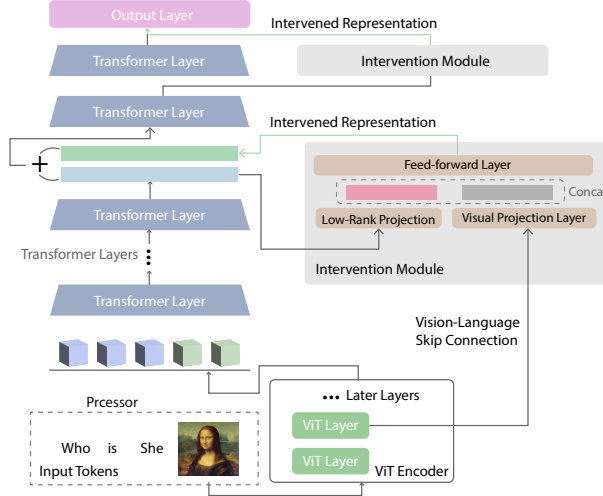 Output Layer
Intervened Representation
Transformer Layer
Intervention Module
Transformer Layer
Intervened Representation
+
Feed-forward Layer
Conca
Low-Rank Projection
Visual Projection Layer
Transformer Layer
Transformer Layers
Intervention Module
Transformer Layer
Vision-Language
Skip Connection
Prcessor
... Later Layers
ViT Layer
Who is She
Input Tokens
ViT Layer
ViT Encoder